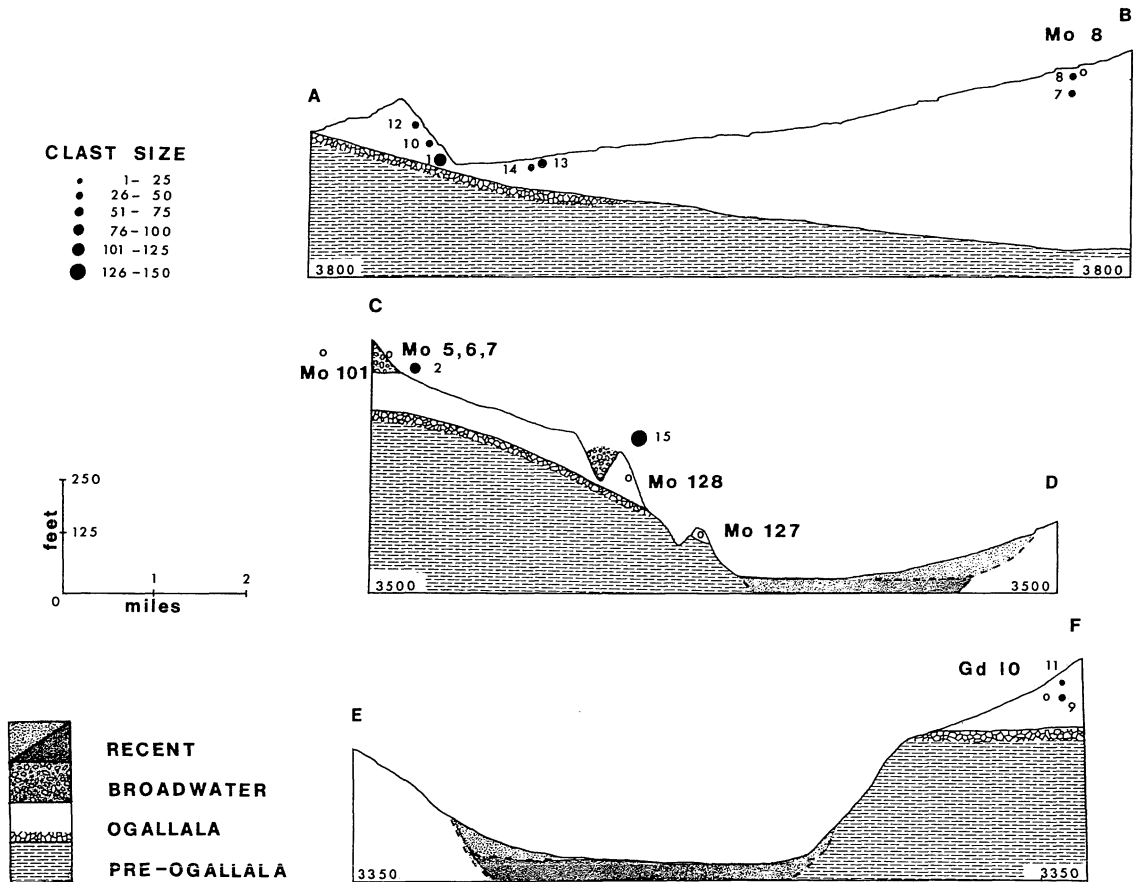 B
Mo 8
8 o
7
A
12
10
1
14 13
3800 3800
CLAST SIZE
1– 25
26 – 50
51 – 75
76–100
101 –125
126 –150
C
o
Mo 5,6,7
Mo 101
2
15
Mo 128
Mo 127
D
3500 3500
250
125
feet
0 1 2
miles
F
Gd 10
11
o
9
E
3350 3350
RECENT
BROADWATER
OGALLALA
PRE–OGALLALA